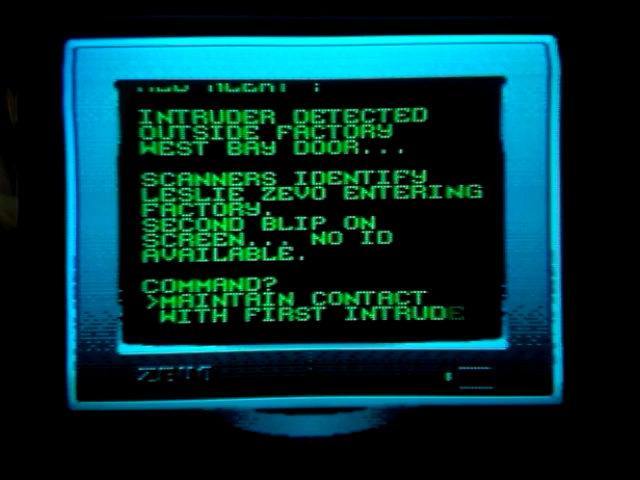 INTRUDER DETECTED
OUTSIDE FACTORY
WEST BAY DOOR...
SCANNERS IDENTIFY
LESLIE ZEVO ENTERING
FACTORY.
SECOND BLIP ON
SCREEN... NO ID
AVAILABLE.
COMMAND?
>MAINTAIN CONTACT
WITH FIRST INTRUDE